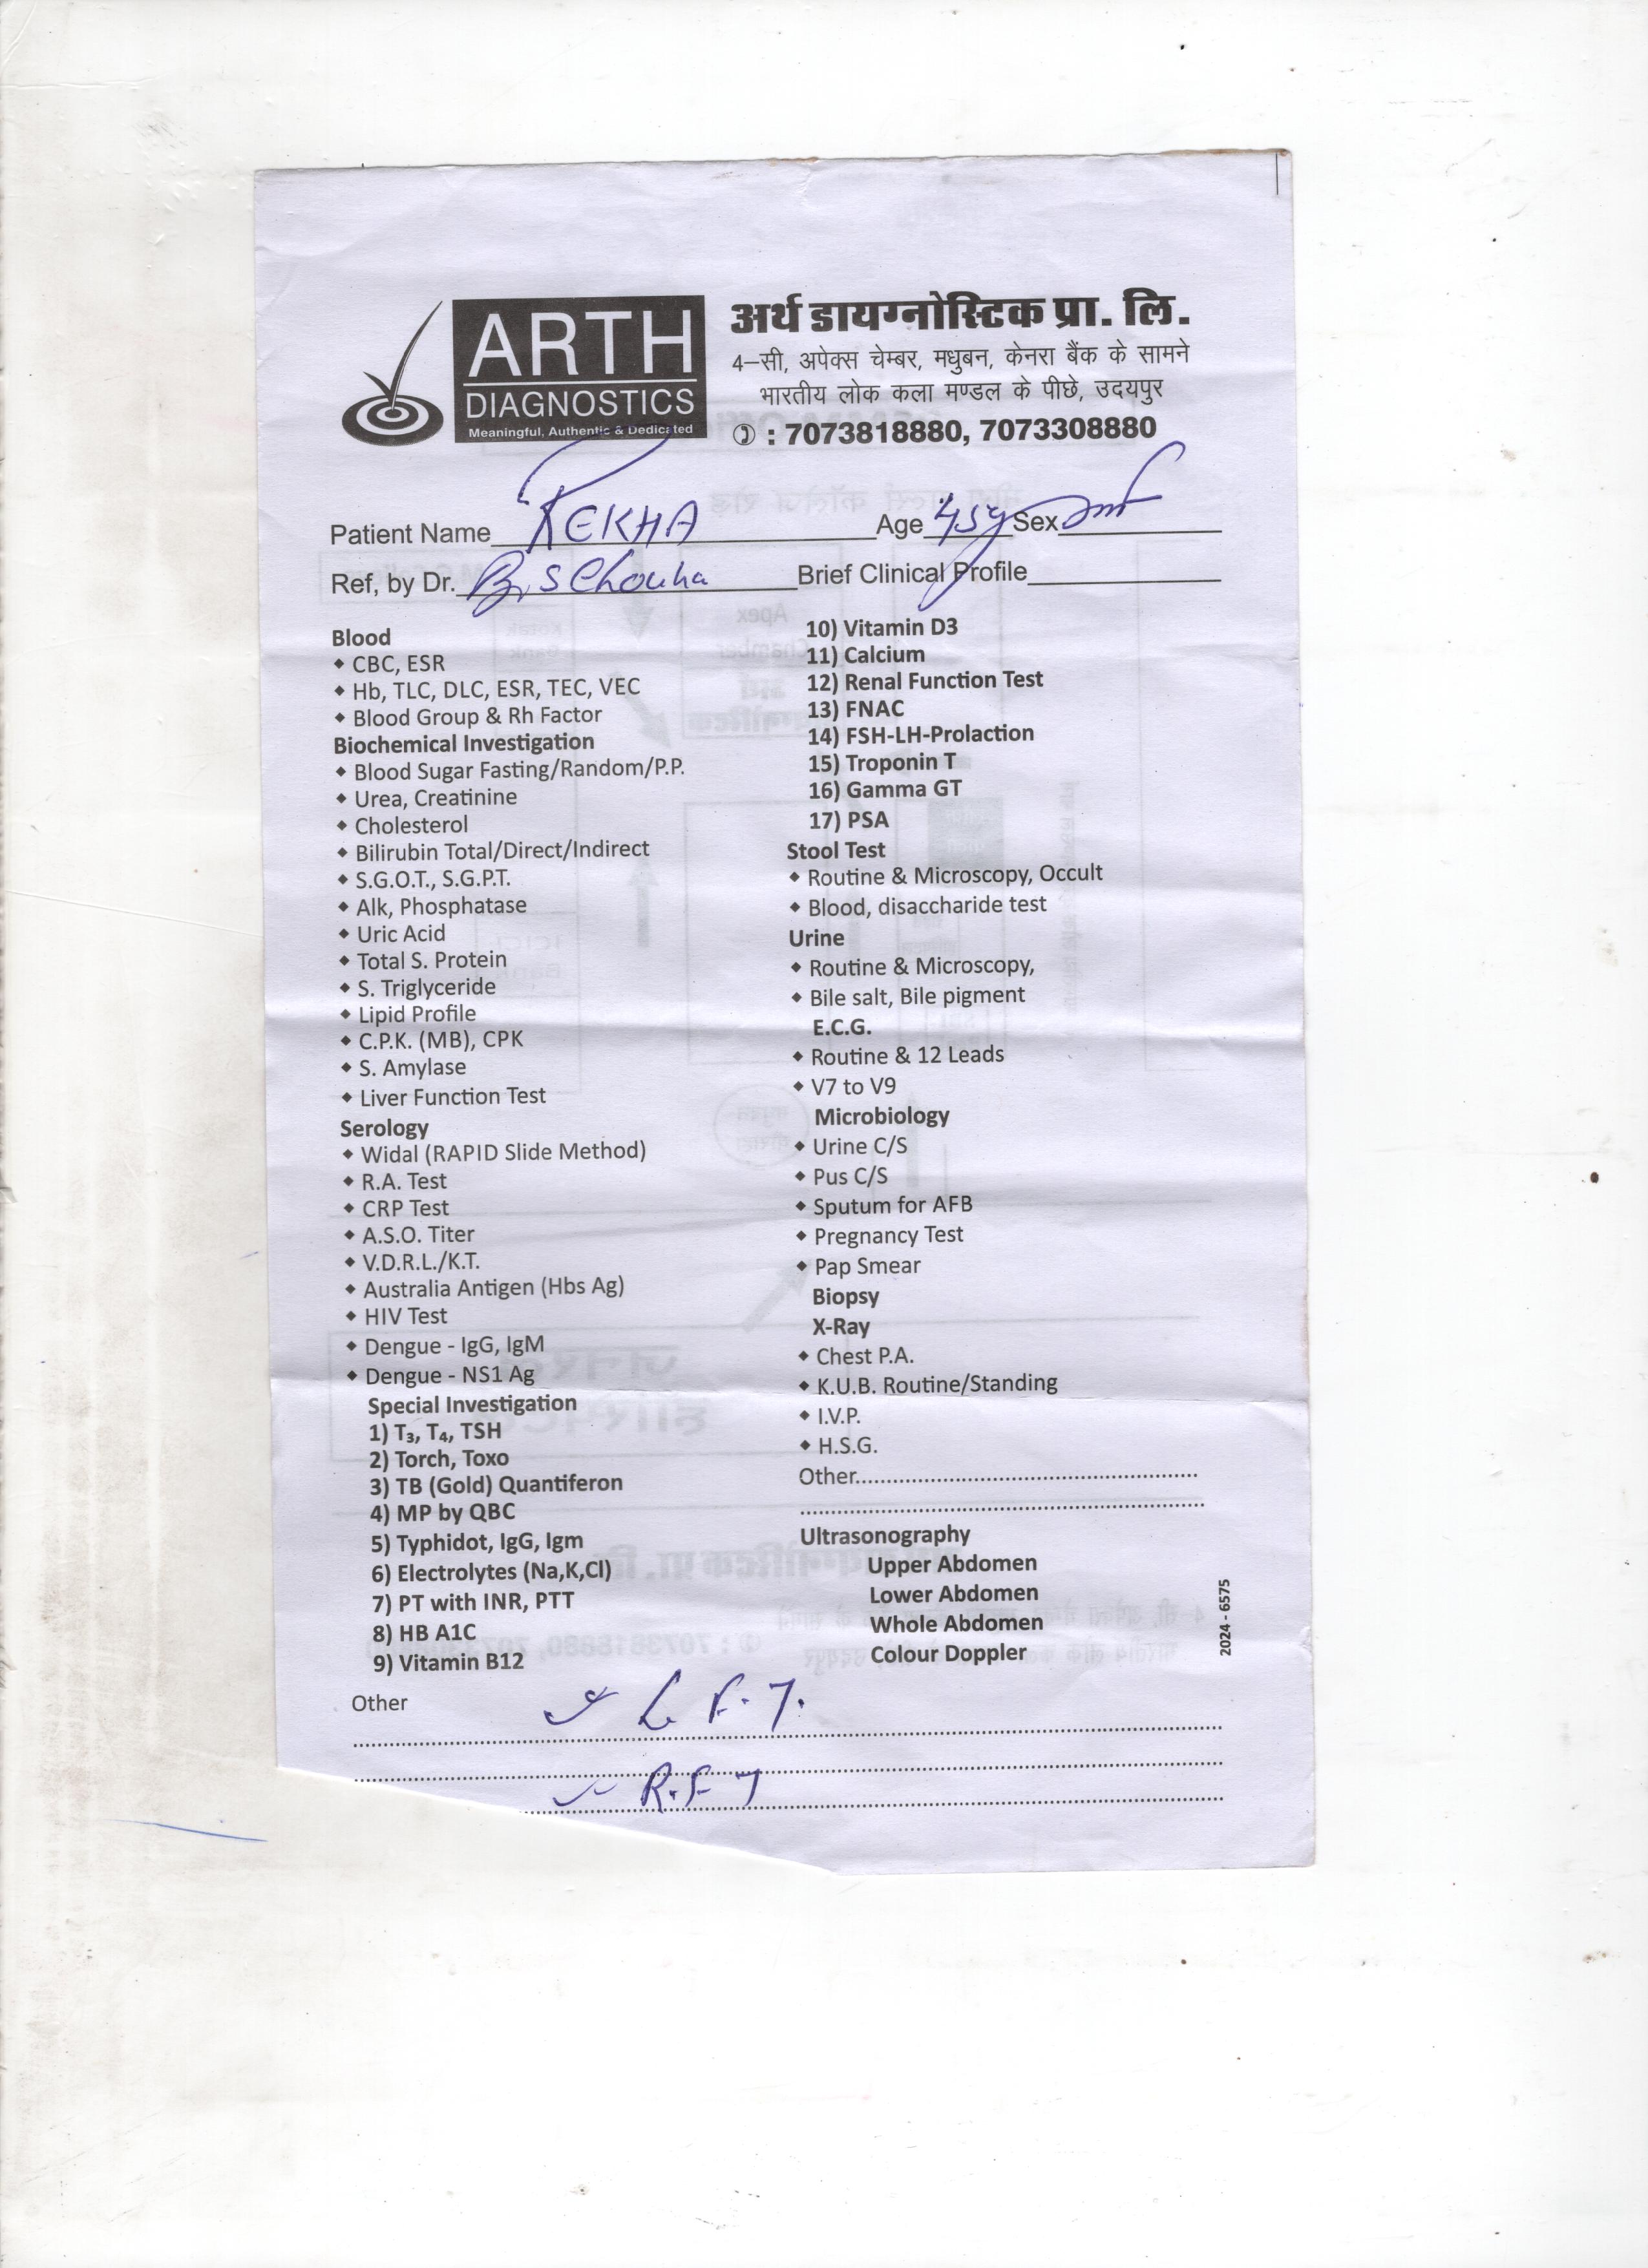 ARTH
DIAGNOSTICS
Meaningful, Authentic & Dedicated
अर्थ डायग्नोस्टिक प्रा. लि.
4–सी, अपेक्स चेम्बर, मधुबन, केनरा बैंक के सामने
भारतीय लोक कला मण्डल के पीछे, उदयपुर
: 7073818880, 7073308880
Patient Name REKHA Age 45y Sex
Ref, by Dr. B, S Chouha Brief Clinical Profile
Blood
◆ CBC, ESR
◆ Hb, TLC, DLC, ESR, TEC, VEC
◆ Blood Group & Rh Factor
Biochemical Investigation
◆ Blood Sugar Fasting/Random/P.P.
◆ Urea, Creatinine
◆ Cholesterol
◆ Bilirubin Total/Direct/Indirect
◆ S.G.O.T., S.G.P.T.
◆ Alk, Phosphatase
◆ Uric Acid
◆ Total S. Protein
◆ S. Triglyceride
◆ Lipid Profile
◆ C.P.K. (MB), CPK
◆ S. Amylase
◆ Liver Function Test
Serology
◆ Widal (RAPID Slide Method)
◆ R.A. Test
◆ CRP Test
◆ A.S.O. Titer
◆ V.D.R.L./K.T.
◆ Australia Antigen (Hbs Ag)
◆ HIV Test
◆ Dengue - IgG, IgM
◆ Dengue - NS1 Ag
Special Investigation
1) T₃, T₄, TSH
2) Torch, Toxo
3) TB (Gold) Quantiferon
4) MP by QBC
5) Typhidot, IgG, Igm
6) Electrolytes (Na,K,Cl)
7) PT with INR, PTT
8) HB A1C
9) Vitamin B12
10) Vitamin D3
11) Calcium
12) Renal Function Test
13) FNAC
14) FSH-LH-Prolaction
15) Troponin T
16) Gamma GT
17) PSA
Stool Test
◆ Routine & Microscopy, Occult
◆ Blood, disaccharide test
Urine
◆ Routine & Microscopy,
◆ Bile salt, Bile pigment
E.C.G.
◆ Routine & 12 Leads
◆ V7 to V9
Microbiology
◆ Urine C/S
◆ Pus C/S
◆ Sputum for AFB
◆ Pregnancy Test
◆ Pap Smear
Biopsy
X-Ray
◆ Chest P.A.
◆ K.U.B. Routine/Standing
◆ I.V.P.
◆ H.S.G.
Other
Ultrasonography
Upper Abdomen
Lower Abdomen
Whole Abdomen
Colour Doppler
2024 - 6575
Other L.F.T.
R.F.T